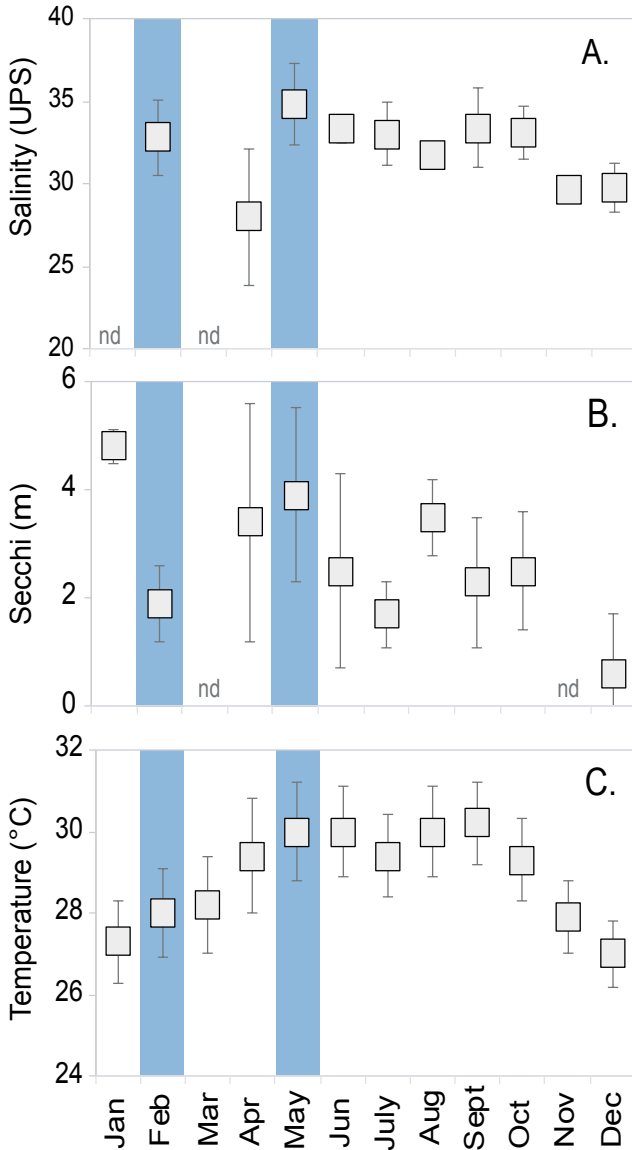 A.
Salinity (UPS)
40
35
30
25
20
nd
nd
B.
Secchi (m)
6
4
2
0
nd
nd
C.
Temperature (°C)
32
30
28
26
24
Jan
Feb
Mar
Apr
May
Jun
July
Aug
Sept
Oct
Nov
Dec